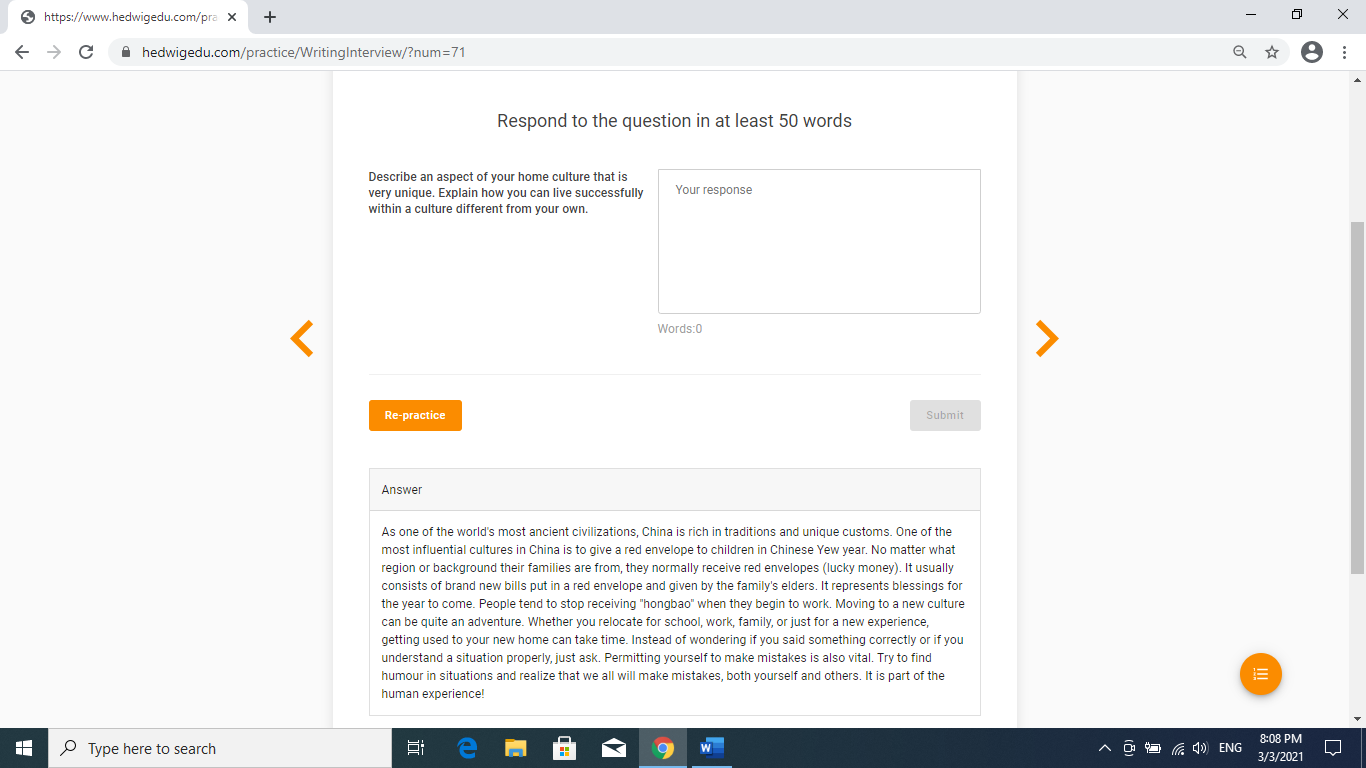 https://www.hedwigedu.com/pra
hedwigedu.com/practice/WritingInterview/?num=71
Respond to the question in at least 50 words
Describe an aspect of your home culture that is
very unique. Explain how you can live successfully
within a culture different from your own.
Your response
Words:0
Re-practice
Submit
Answer
As one of the world's most ancient civilizations, China is rich in traditions and unique customs. One of the
most influential cultures in China is to give a red envelope to children in Chinese Yew year. No matter what
region or background their families are from, they normally receive red envelopes (lucky money). It usually
consists of brand new bills put in a red envelope and given by the family's elders. It represents blessings for
the year to come. People tend to stop receiving "hongbao" when they begin to work. Moving to a new culture
can be quite an adventure. Whether you relocate for school, work, family, or just for a new experience,
getting used to your new home can take time. Instead of wondering if you said something correctly or if you
understand a situation properly, just ask. Permitting yourself to make mistakes is also vital. Try to find
humour in situations and realize that we all will make mistakes, both yourself and others. It is part of the
human experience!
Type here to search
ENG
8:08 PM
3/3/2021